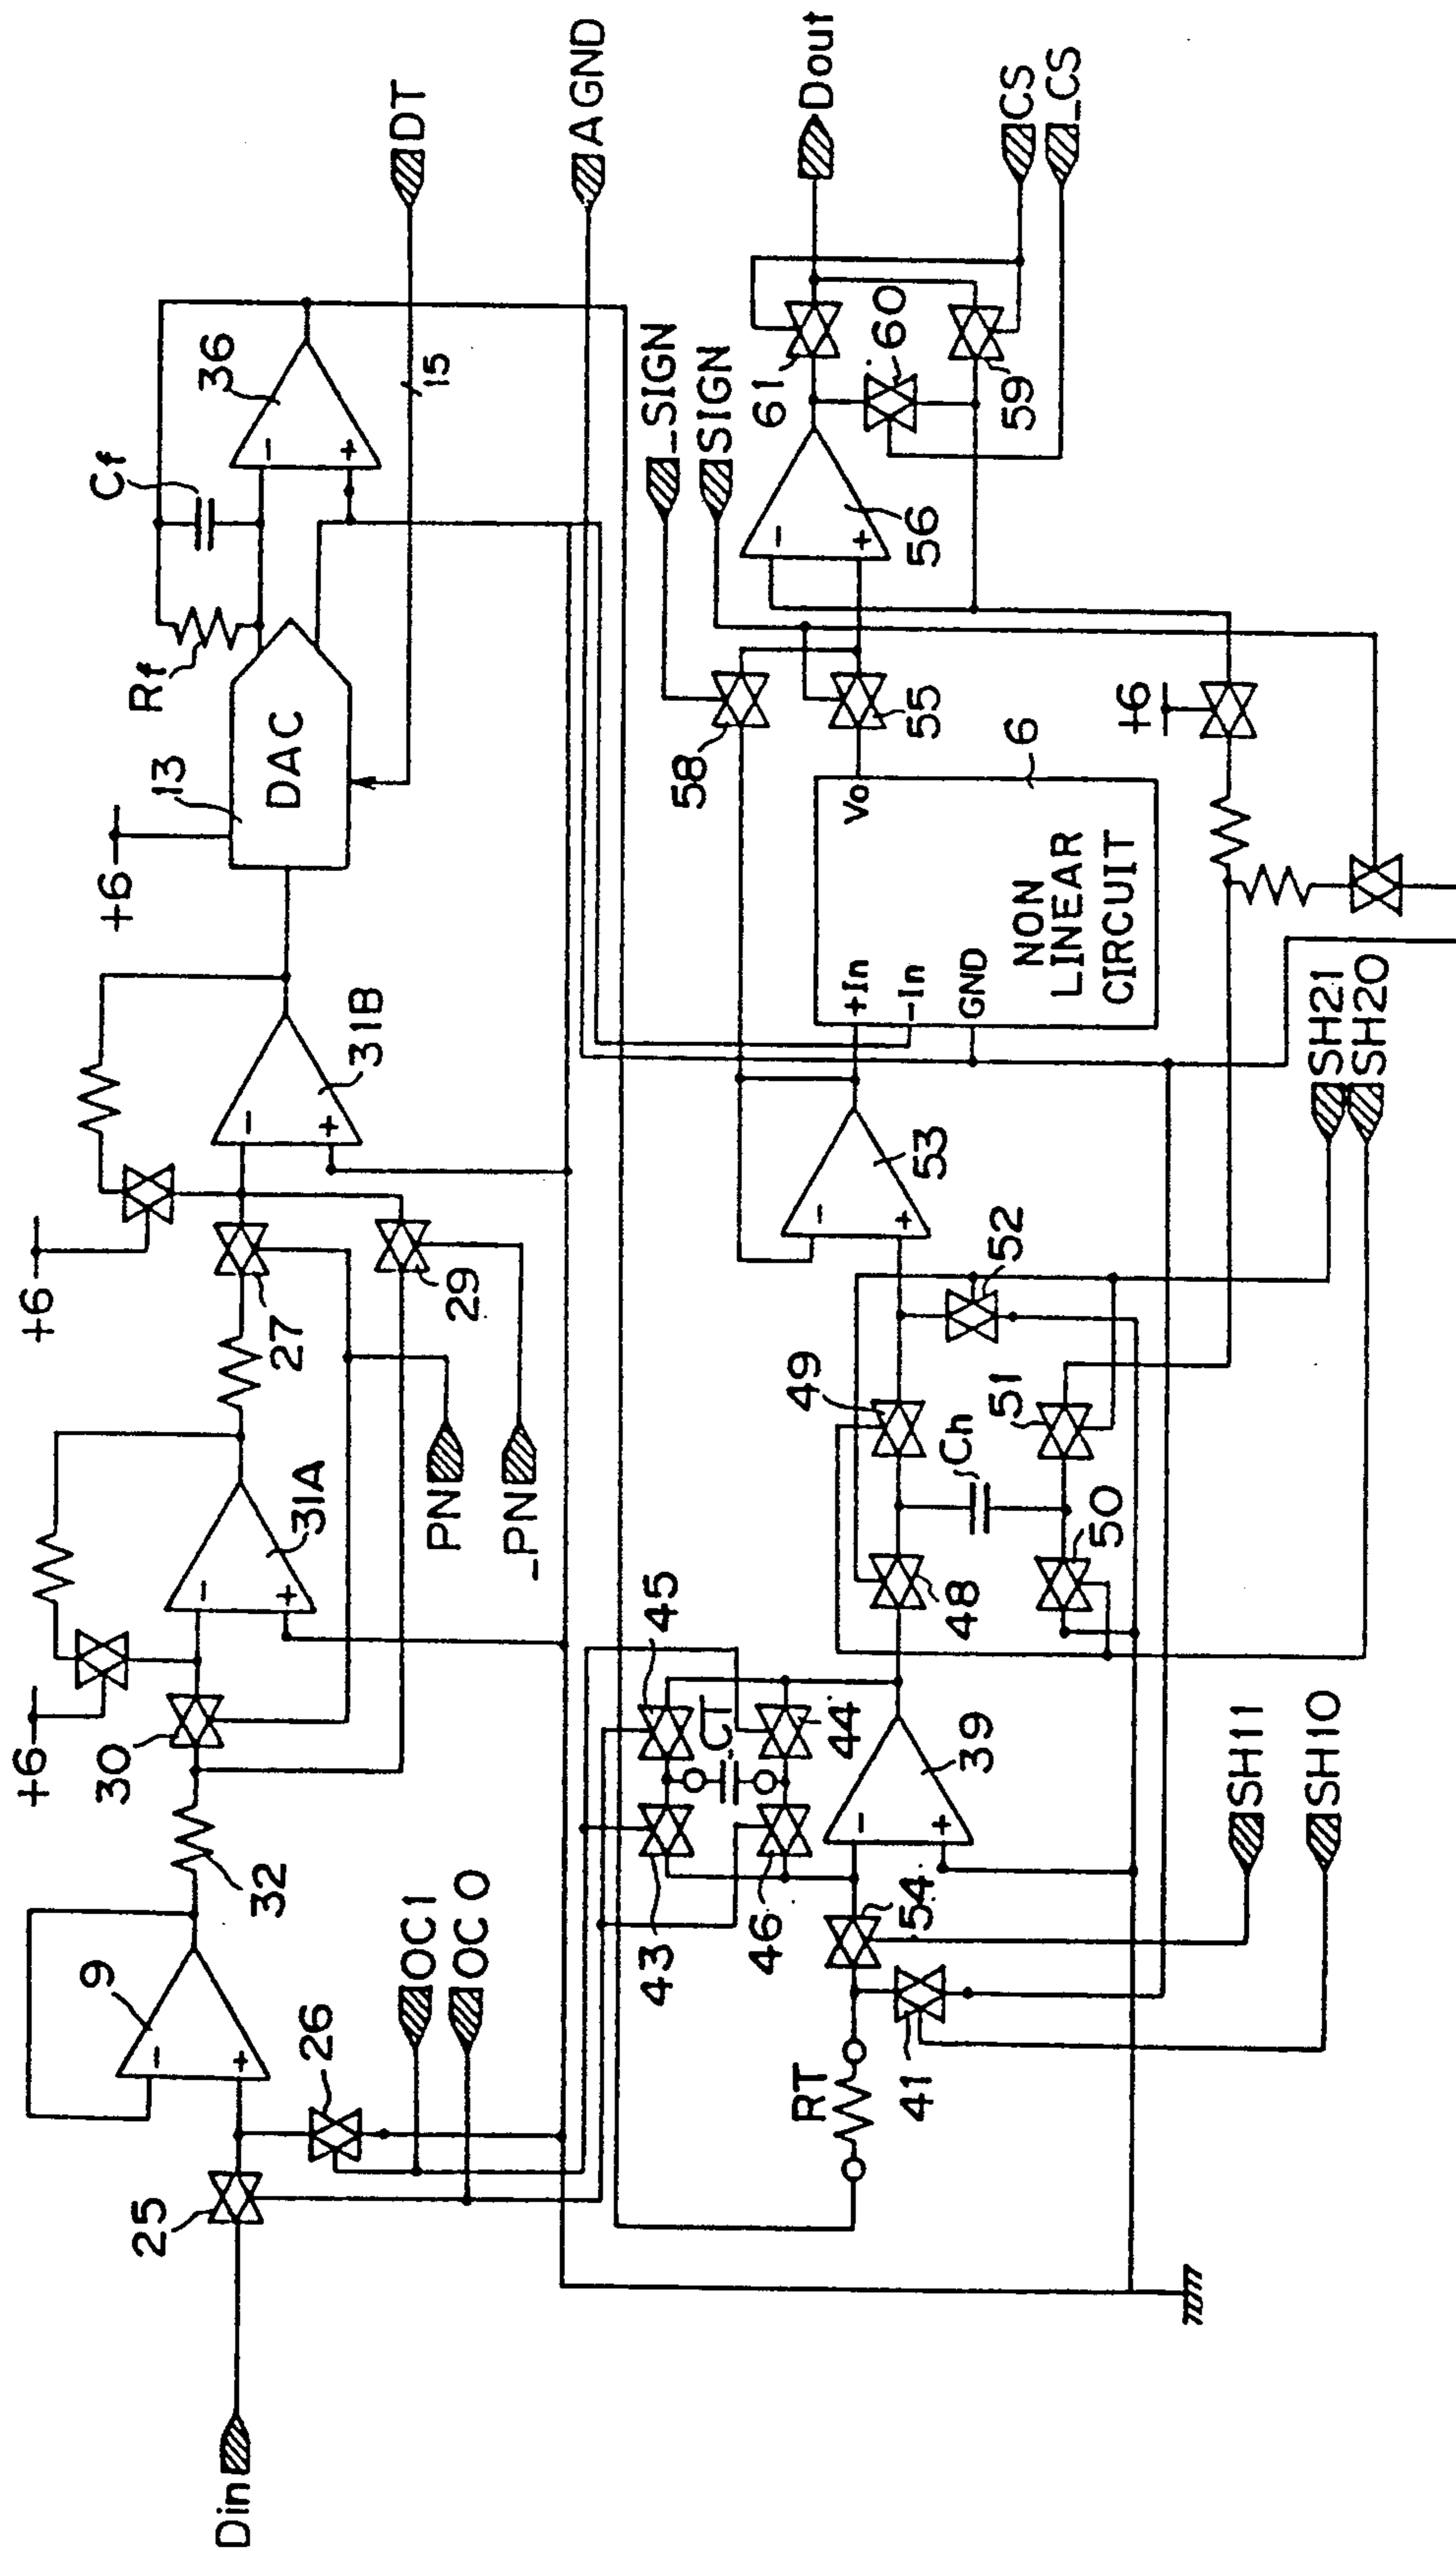 Din
25
26
9
32
OC1
OC0
+6
30
31A
PN
_PN
+6
27
29
31B
+6
13
DAC
Rf
Cf
36
15
DT
AGND
RT
41
54
43
45
46
44
CT
39
SH11
SH10
48
49
Ch
50
51
52
53
SH21
SH20
+In
-In
GND
Vo
NON
LINEAR
CIRCUIT
6
58
55
+6
_SIGN
SIGN
56
61
60
59
Dout
CS
_CS